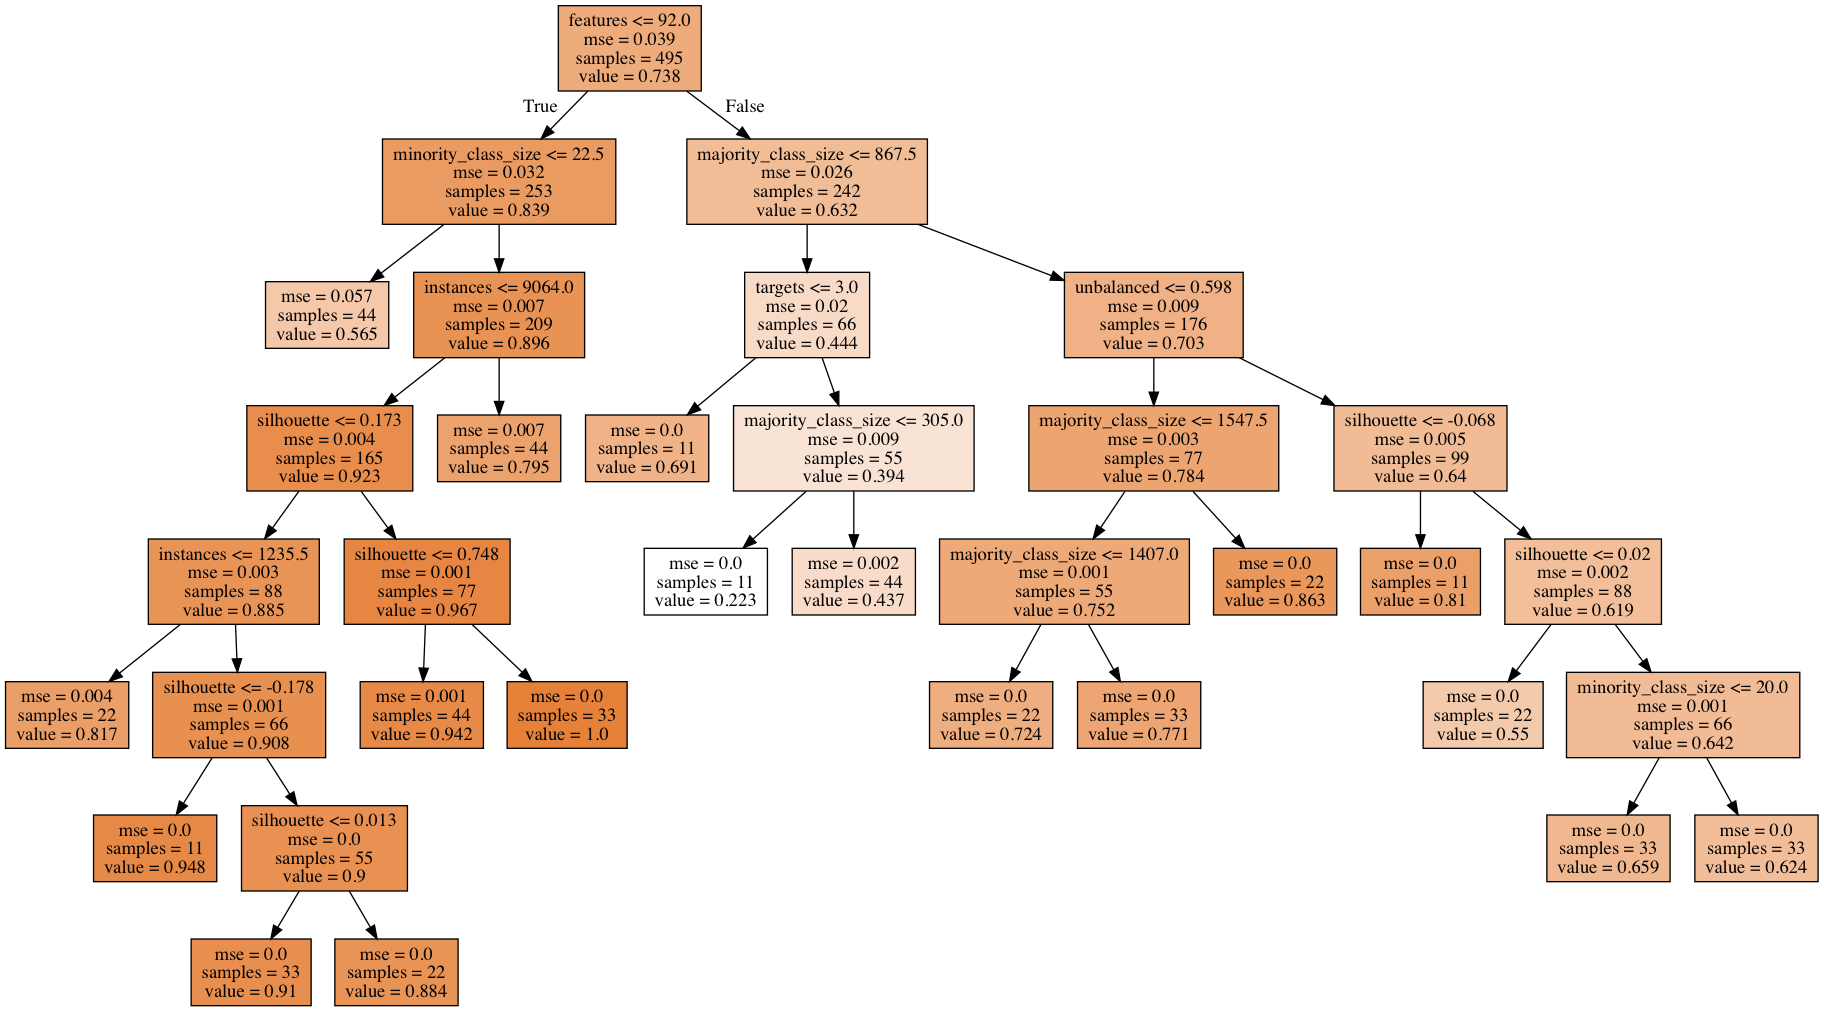 features <= 92.0
mse = 0.039
samples = 495
value = 0.738
True
False
minority_class_size <= 22.5
mse = 0.032
samples = 253
value = 0.839
majority_class_size <= 867.5
mse = 0.026
samples = 242
value = 0.632
mse = 0.057
samples = 44
value = 0.565
instances <= 9064.0
mse = 0.007
samples = 209
value = 0.896
targets <= 3.0
mse = 0.02
samples = 66
value = 0.444
unbalanced <= 0.598
mse = 0.009
samples = 176
value = 0.703
silhouette <= 0.173
mse = 0.004
samples = 165
value = 0.923
mse = 0.007
samples = 44
value = 0.795
mse = 0.0
samples = 11
value = 0.691
majority_class_size <= 305.0
mse = 0.009
samples = 55
value = 0.394
majority_class_size <= 1547.5
mse = 0.003
samples = 77
value = 0.784
silhouette <= -0.068
mse = 0.005
samples = 99
value = 0.64
instances <= 1235.5
mse = 0.003
samples = 88
value = 0.885
silhouette <= 0.748
mse = 0.001
samples = 77
value = 0.967
mse = 0.0
samples = 11
value = 0.223
mse = 0.002
samples = 44
value = 0.437
majority_class_size <= 1407.0
mse = 0.001
samples = 55
value = 0.752
mse = 0.0
samples = 22
value = 0.863
mse = 0.0
samples = 11
value = 0.81
silhouette <= 0.02
mse = 0.002
samples = 88
value = 0.619
mse = 0.004
samples = 22
value = 0.817
silhouette <= -0.178
mse = 0.001
samples = 66
value = 0.908
mse = 0.001
samples = 44
value = 0.942
mse = 0.0
samples = 33
value = 1.0
mse = 0.0
samples = 22
value = 0.724
mse = 0.0
samples = 33
value = 0.771
mse = 0.0
samples = 22
value = 0.55
minority_class_size <= 20.0
mse = 0.001
samples = 66
value = 0.642
mse = 0.0
samples = 11
value = 0.948
silhouette <= 0.013
mse = 0.0
samples = 55
value = 0.9
mse = 0.0
samples = 33
value = 0.659
mse = 0.0
samples = 33
value = 0.624
mse = 0.0
samples = 33
value = 0.91
mse = 0.0
samples = 22
value = 0.884